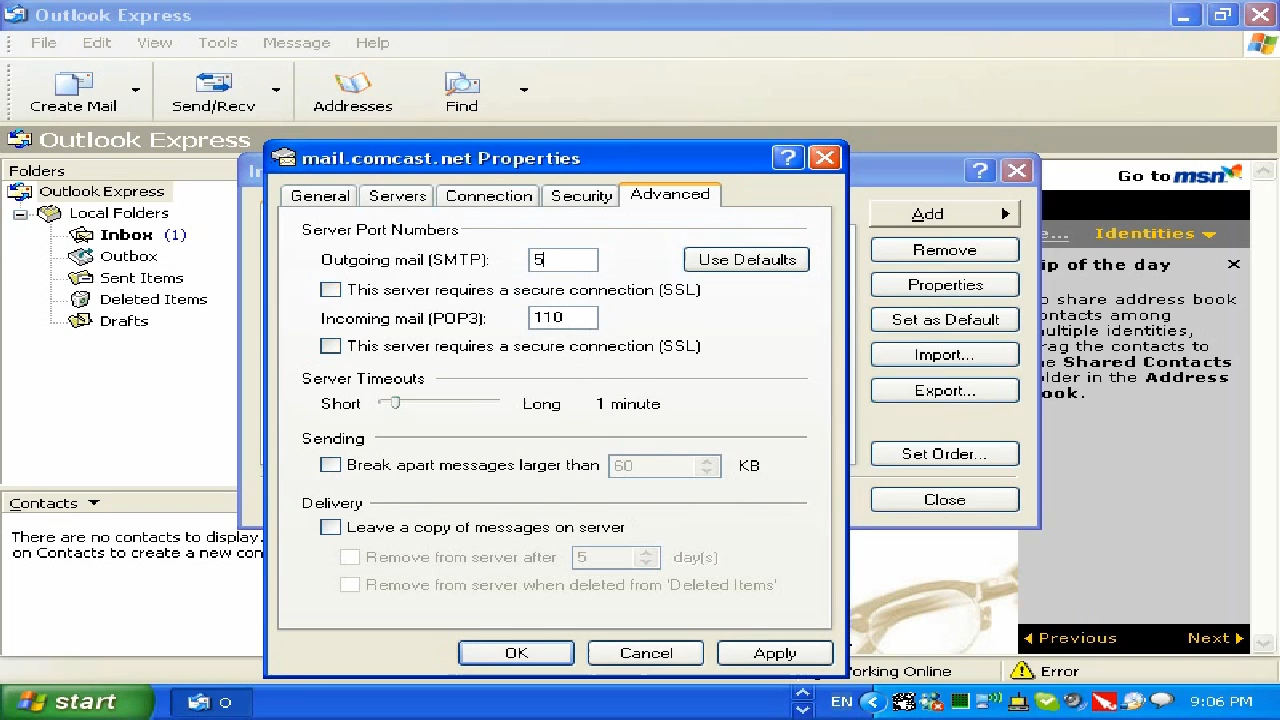 Outlook Express
File Edit View Tools Message Help
Create Mail Send/Recv Addresses Find
Outlook Express
Folders
Outlook Express
Local Folders
Inbox (1)
Outbox
Sent Items
Deleted Items
Drafts
Contacts
There are no contacts to display.
on Contacts to create a new con
mail.comcast.net Properties
General Servers Connection Security Advanced
Server Port Numbers
Outgoing mail (SMTP): 5 Use Defaults
This server requires a secure connection (SSL)
Incoming mail (POP3): 110
This server requires a secure connection (SSL)
Server Timeouts
Short Long 1 minute
Sending
Break apart messages larger than 60 KB
Delivery
Leave a copy of messages on server
Remove from server after 5 day(s)
Remove from server when deleted from 'Deleted Items'
OK Cancel Apply
Add
Remove
Properties
Set as Default
Import...
Export...
Set Order...
Close
Go to msn
e... Identities
ip of the day
o share address book
ontacts among
ultiple identities,
rag the contacts to
e Shared Contacts
lder in the Address
ook.
Previous Next
orking Online Error
start O EN 9:06 PM